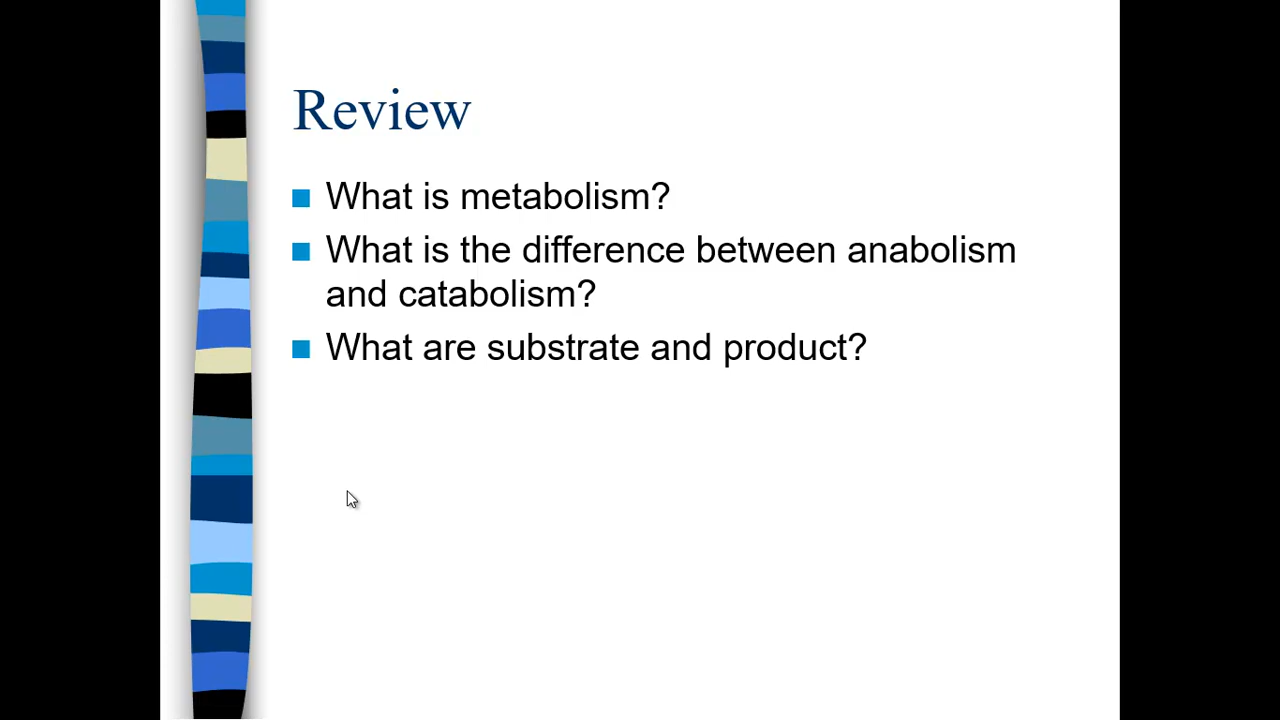 Review
What is metabolism?
What is the difference between anabolism
and catabolism?
What are substrate and product?